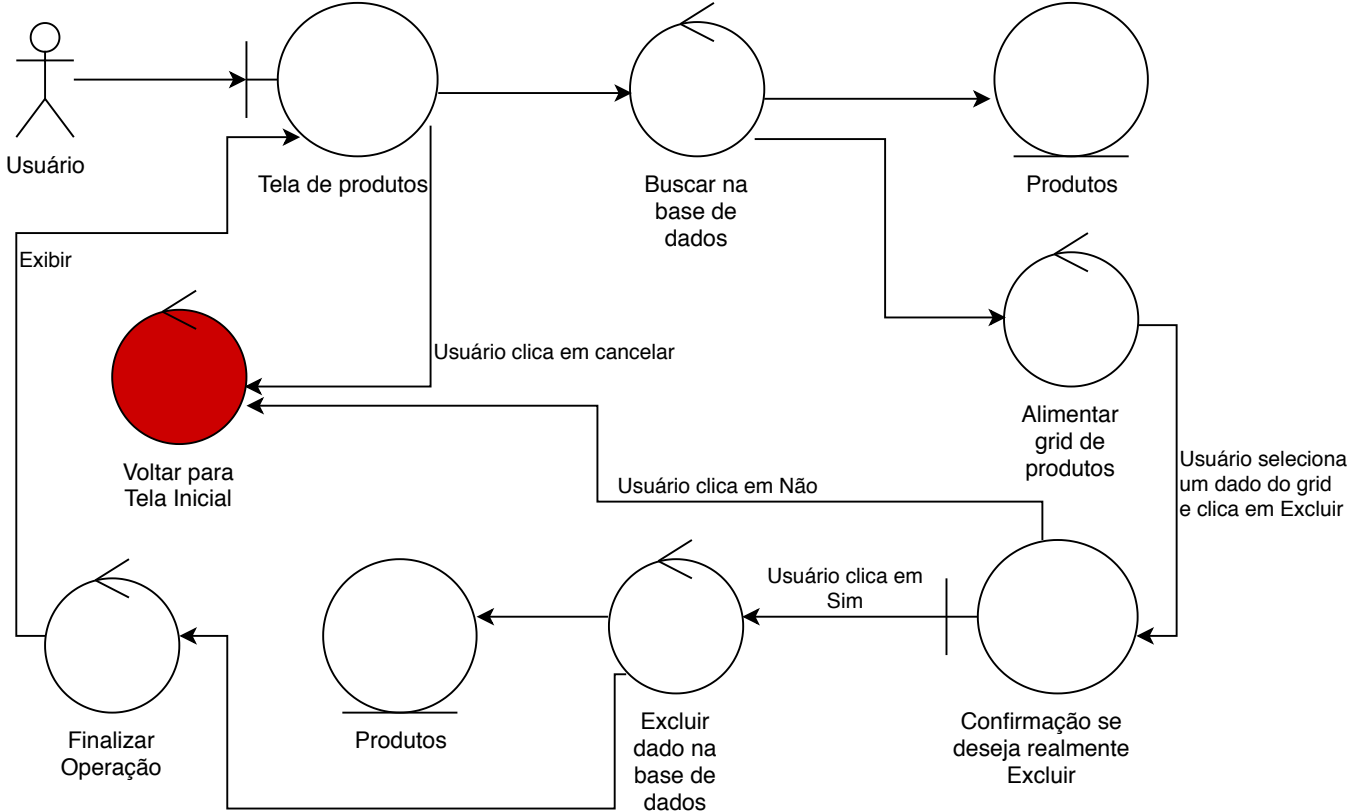 Usuário
Tela de produtos
Buscar na
base de
dados
Produtos
Exibir
Usuário clica em cancelar
Alimentar
grid de
produtos
Voltar para
Tela Inicial
Usuário seleciona
um dado do grid
e clica em Excluir
Usuário clica em Não
Usuário clica em
Sim
Finalizar
Operação
Produtos
Excluir
dado na
base de
dados
Confirmação se
deseja realmente
Excluir